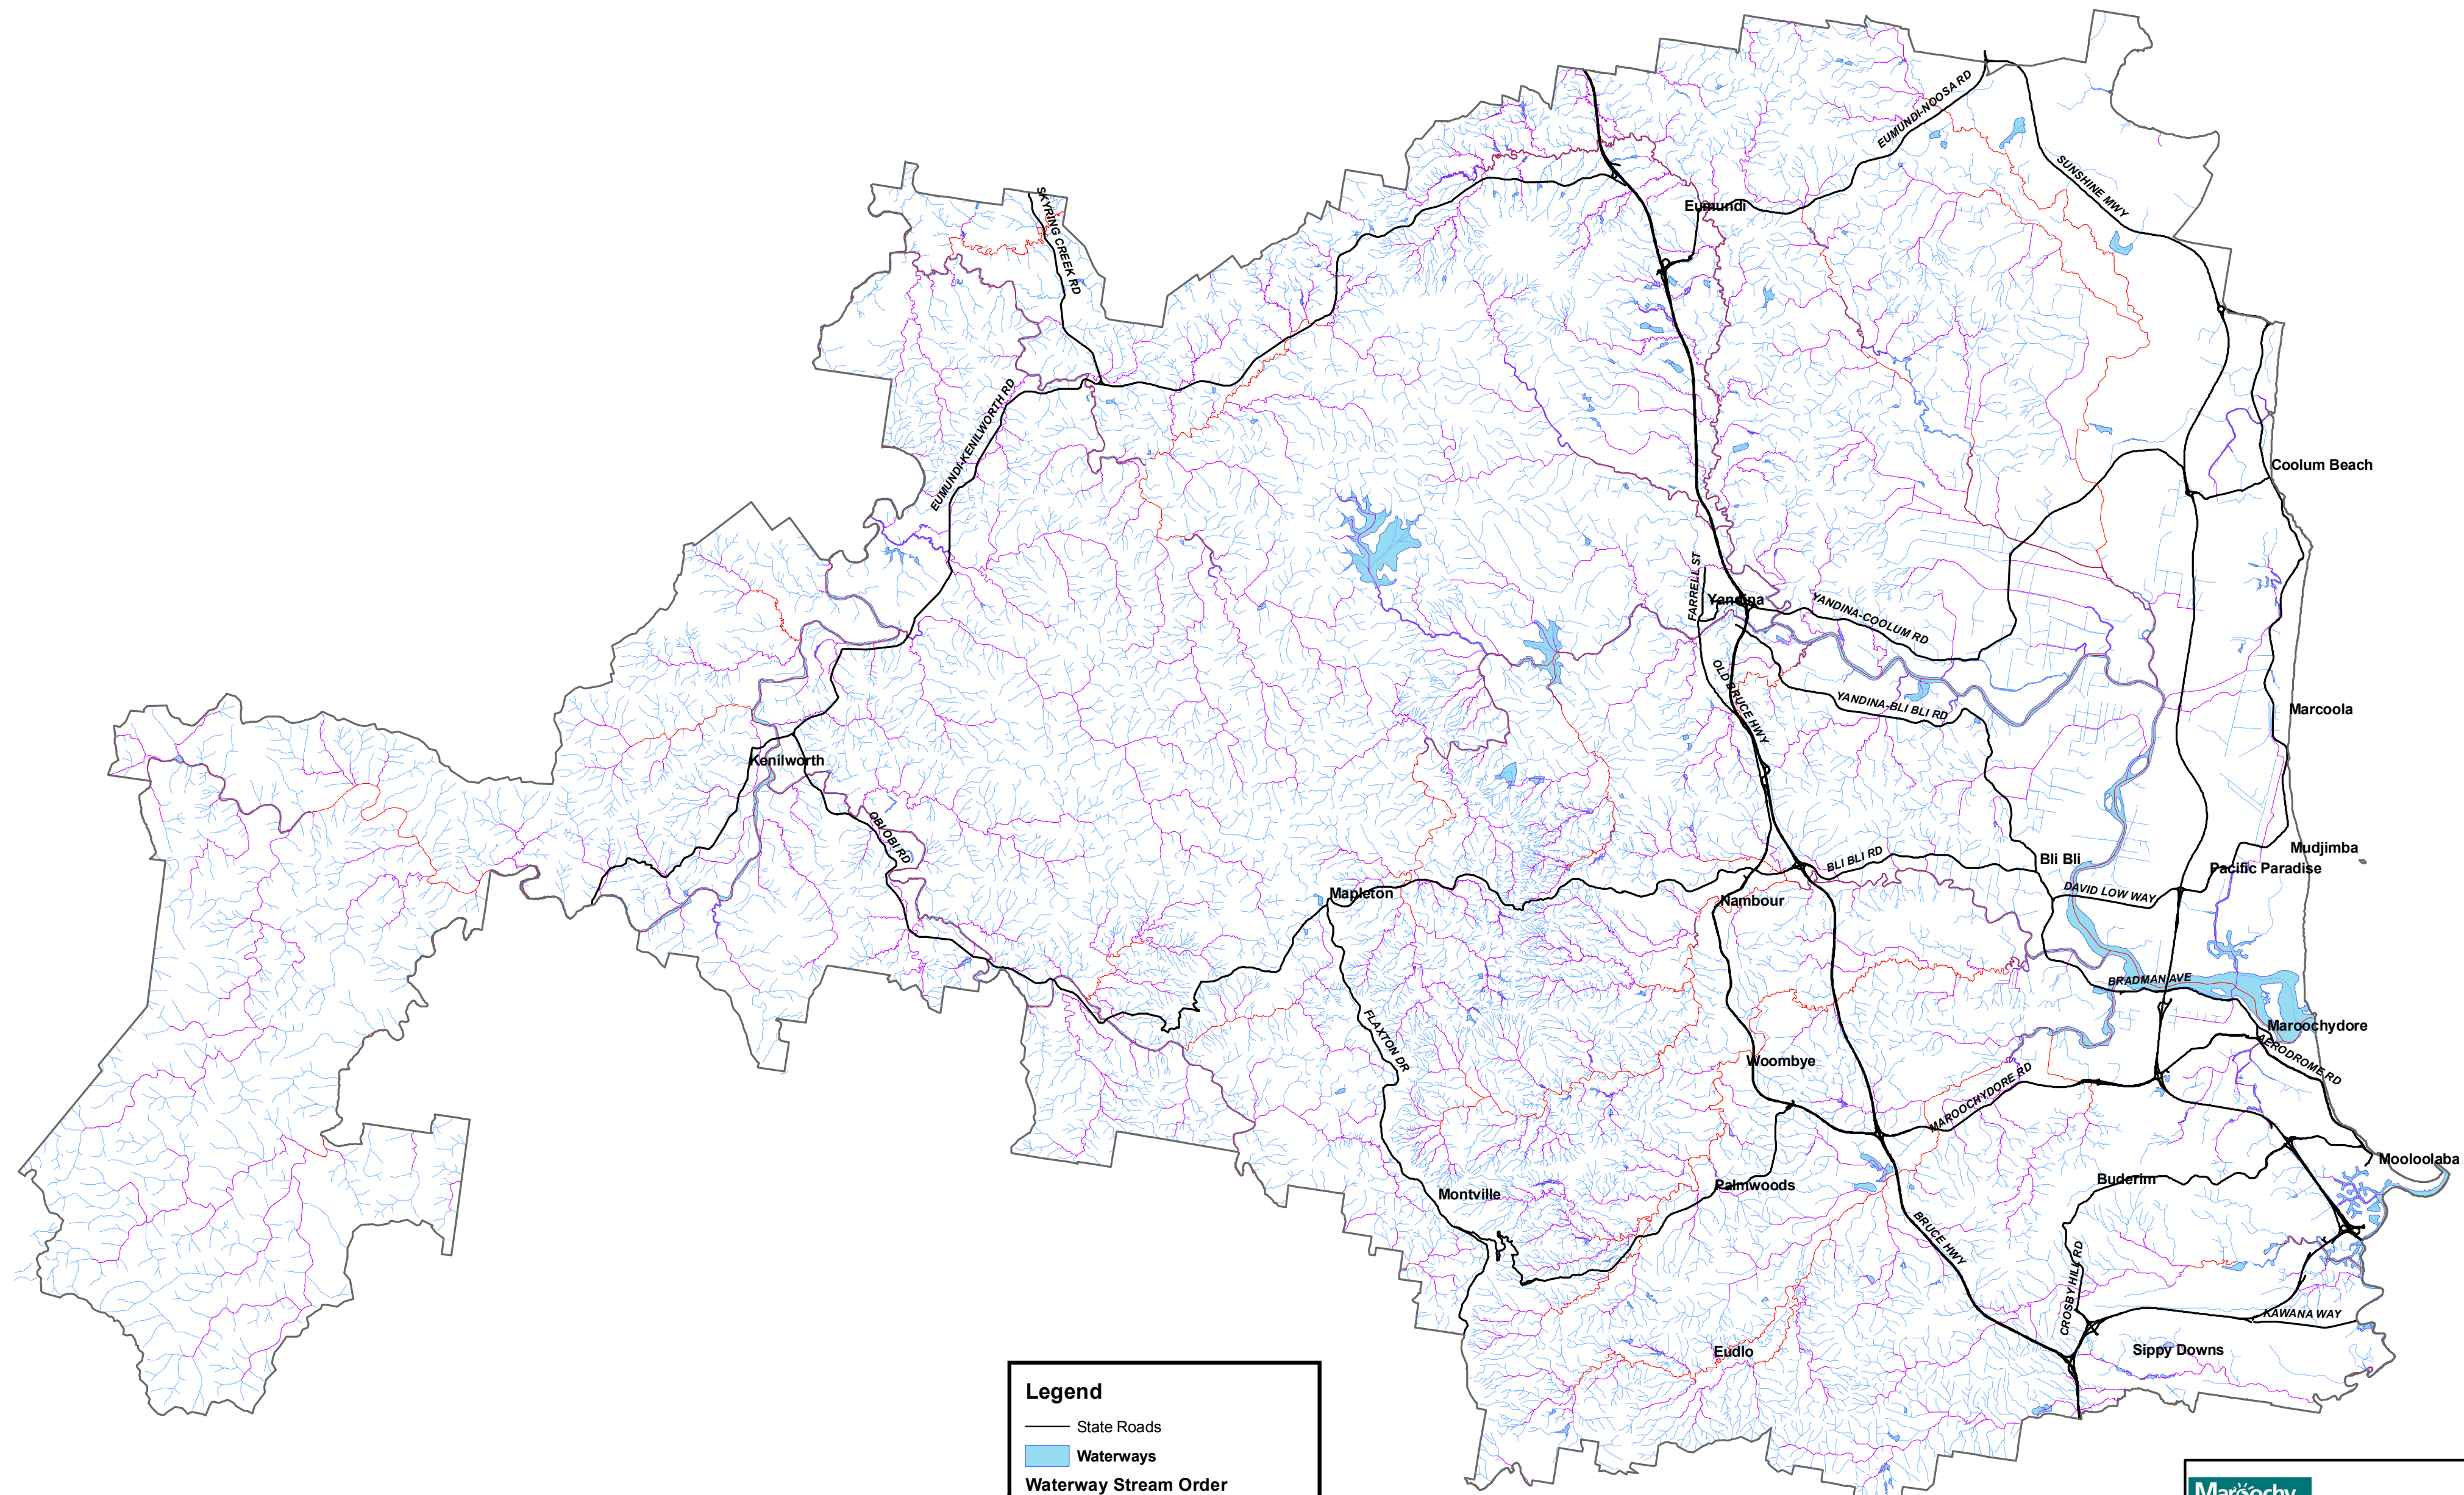 EUMUNDI-NOOSA RD
SUNSHINE MWY
SKYRING CREEK RD
Eumundi
EUMUNDI-KENILWORTH RD
Coolum Beach
FARRELL ST
Yandina
YANDINA-COOLUM RD
OLD BRUCE HWY
YANDINA-BLI BLI RD
Marcoola
Kenilworth
OBI OBI RD
Mudjimba
BLI BLI RD
Bli Bli
Pacific Paradise
DAVID LOW WAY
Mapleton
Nambour
BRADMAN AVE
Maroochydore
FLAXTON DR
AERODROME RD
Woombye
MAROOCHYDORE RD
Mooloolaba
Buderim
Palmwoods
Montville
BRUCE HWY
CROSBY HILL RD
KAWANA WAY
Eudlo
Sippy Downs
Legend
State Roads
Waterways
Waterway Stream Order
Maroochy